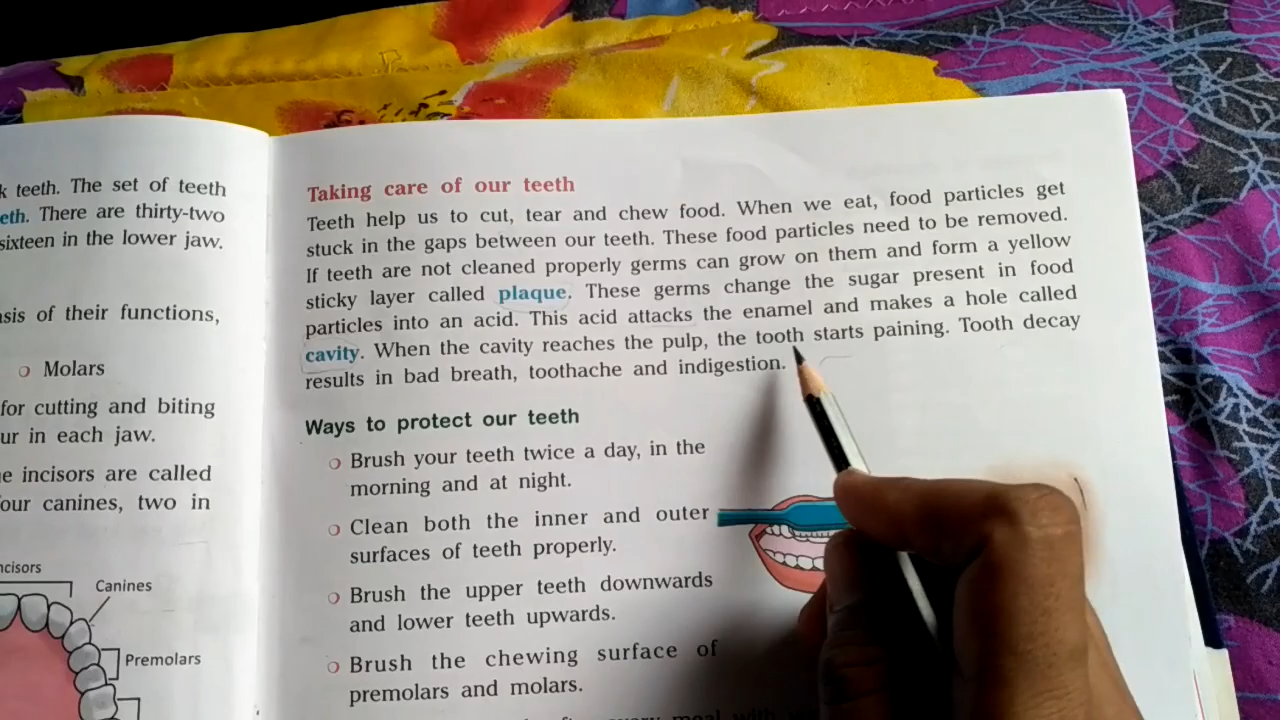 k teeth. The set of teeth
eth. There are thirty-two
sixteen in the lower jaw.
asis of their functions,
Molars
for cutting and biting
ur in each jaw.
e incisors are called
our canines, two in
ncisors
Canines
Premolars
Taking care of our teeth
Teeth help us to cut, tear and chew food. When we eat, food particles get
stuck in the gaps between our teeth. These food particles need to be removed.
If teeth are not cleaned properly germs can grow on them and form a yellow
sticky layer called plaque. These germs change the sugar present in food
particles into an acid. This acid attacks the enamel and makes a hole called
cavity. When the cavity reaches the pulp, the tooth starts paining. Tooth decay
results in bad breath, toothache and indigestion.
Ways to protect our teeth
Brush your teeth twice a day, in the
morning and at night.
Clean both the inner and outer
surfaces of teeth properly.
Brush the upper teeth downwards
and lower teeth upwards.
Brush the chewing surface of
premolars and molars.
every meal with